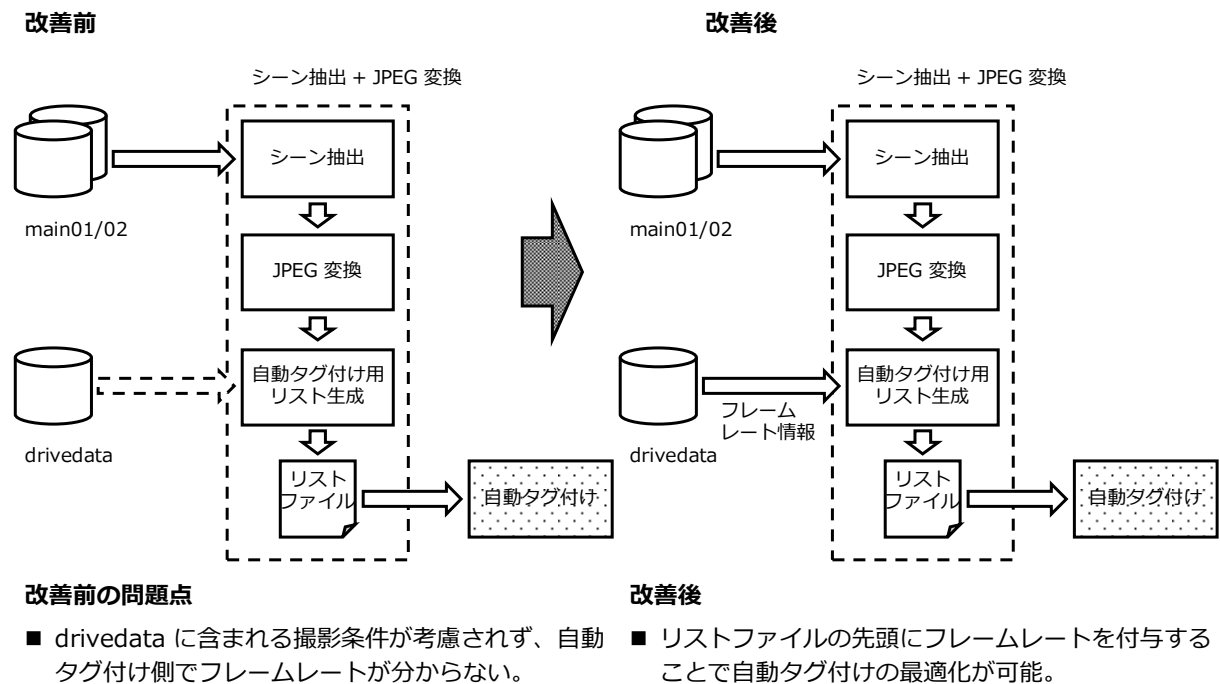 改善前
シーン抽出 + JPEG 変換
シーン抽出
main01/02
JPEG 変換
自動タグ付け用
リスト生成
drivedata
リスト
ファイル
自動タグ付け
改善後
シーン抽出 + JPEG 変換
シーン抽出
main01/02
JPEG 変換
自動タグ付け用
リスト生成
フレーム
レート情報
drivedata
リスト
ファイル
自動タグ付け
改善前の問題点
■ drivedata に含まれる撮影条件が考慮されず、自動
タグ付け側でフレームレートが分からない。
改善後
■ リストファイルの先頭にフレームレートを付与する
ことで自動タグ付けの最適化が可能。